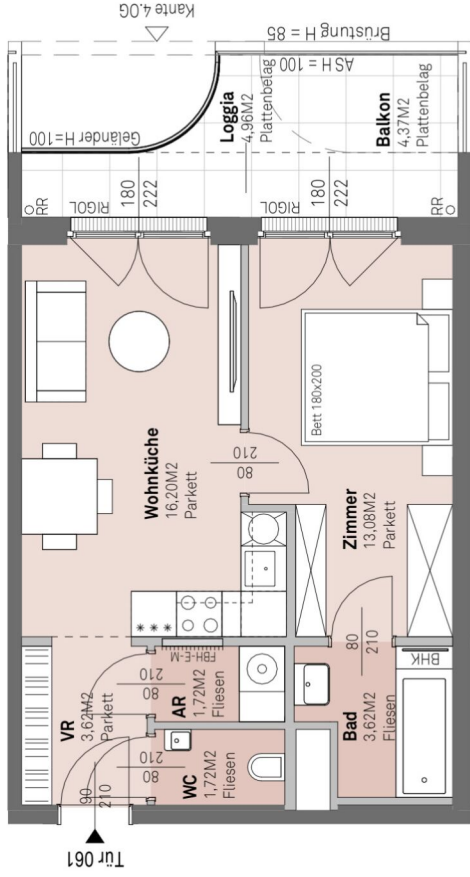 Kante 4.OG
Brüstung H = 85
ASH = 100
Geländer H=100
Loggia
4,96M2
Plattenbelag
Balkon
4,37M2
Plattenbelag
RR
RIGOL
180
222
RIGOL
180
222
RR
Wohnküche
16,20M2
Parkett
210
80
Bett 180x200
Zimmer
13,08M2
Parkett
FBH-E-M
VR
3,62M2
Parkett
210
80
AR
1,72M2
Fliesen
80
210
BHK
90
210
210
80
WC
1,72M2
Fliesen
Bad
3,62M2
Fliesen
Tür 061